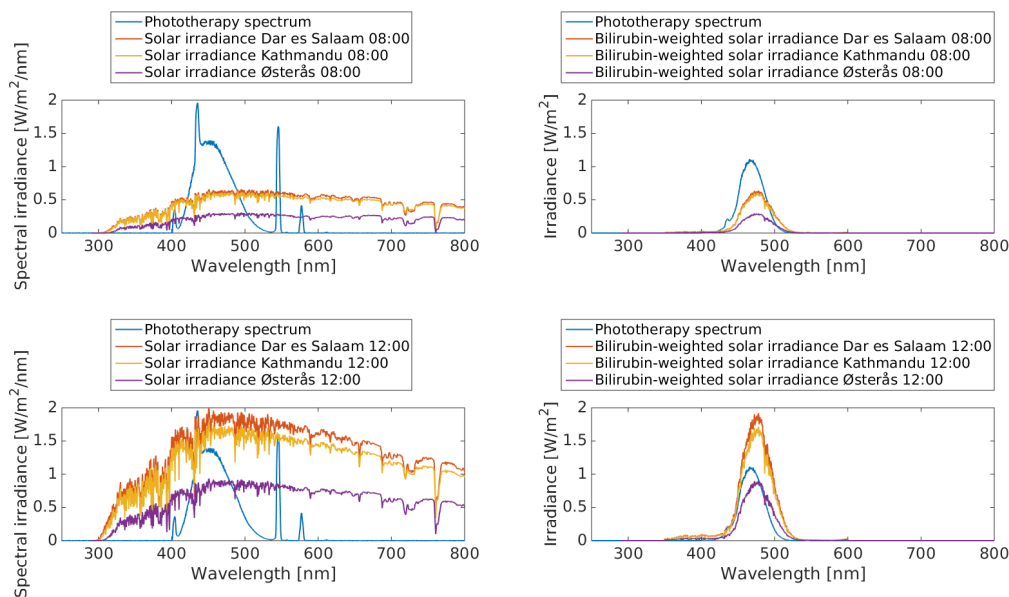 Phototherapy spectrum
Solar irradiance Dar es Salaam 08:00
Solar irradiance Kathmandu 08:00
Solar irradiance Østerås 08:00
Spectral irradiance [W/m²/nm]
2
1.5
1
0.5
0
300 400 500 600 700 800
Wavelength [nm]
Phototherapy spectrum
Bilirubin-weighted solar irradiance Dar es Salaam 08:00
Bilirubin-weighted solar irradiance Kathmandu 08:00
Bilirubin-weighted solar irradiance Østerås 08:00
Irradiance [W/m²]
2
1.5
1
0.5
0
300 400 500 600 700 800
Wavelength [nm]
Phototherapy spectrum
Solar irradiance Dar es Salaam 12:00
Solar irradiance Kathmandu 12:00
Solar irradiance Østerås 12:00
Spectral irradiance [W/m²/nm]
2
1.5
1
0.5
0
300 400 500 600 700 800
Wavelength [nm]
Phototherapy spectrum
Bilirubin-weighted solar irradiance Dar es Salaam 12:00
Bilirubin-weighted solar irradiance Kathmandu 12:00
Bilirubin-weighted solar irradiance Østerås 12:00
Irradiance [W/m²]
2
1.5
1
0.5
0
300 400 500 600 700 800
Wavelength [nm]